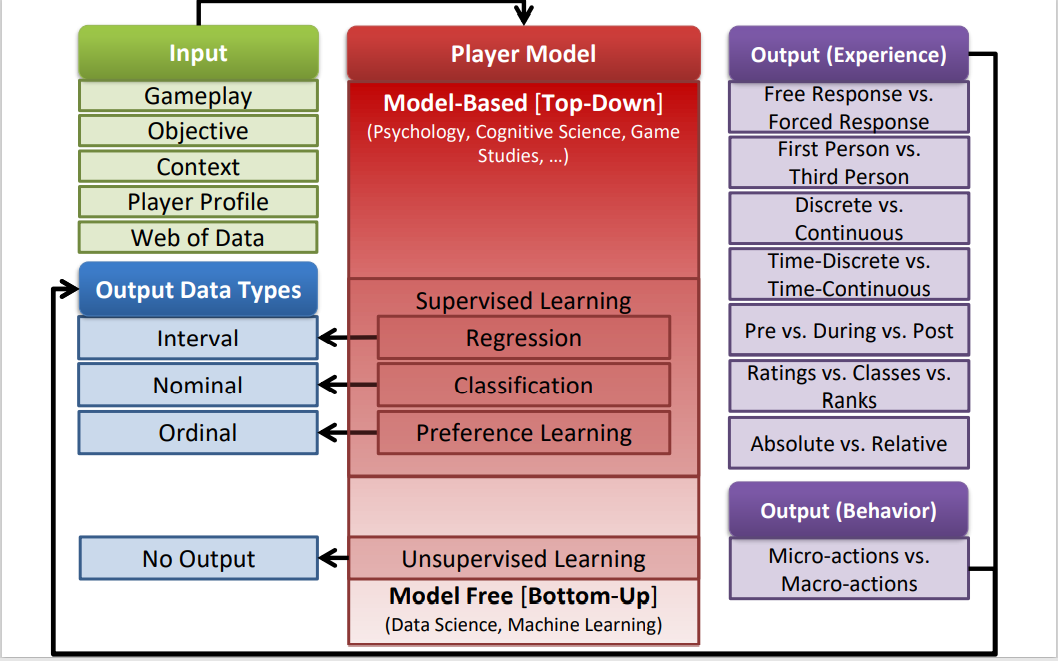 Input
Gameplay
Objective
Context
Player Profile
Web of Data
Output Data Types
Interval
Nominal
Ordinal
No Output
Player Model
Model-Based [Top-Down]
(Psychology, Cognitive Science, Game
Studies, ...)
Supervised Learning
Regression
Classification
Preference Learning
Unsupervised Learning
Model Free [Bottom-Up]
(Data Science, Machine Learning)
Output (Experience)
Free Response vs.
Forced Response
First Person vs.
Third Person
Discrete vs.
Continuous
Time-Discrete vs.
Time-Continuous
Pre vs. During vs. Post
Ratings vs. Classes vs.
Ranks
Absolute vs. Relative
Output (Behavior)
Micro-actions vs.
Macro-actions